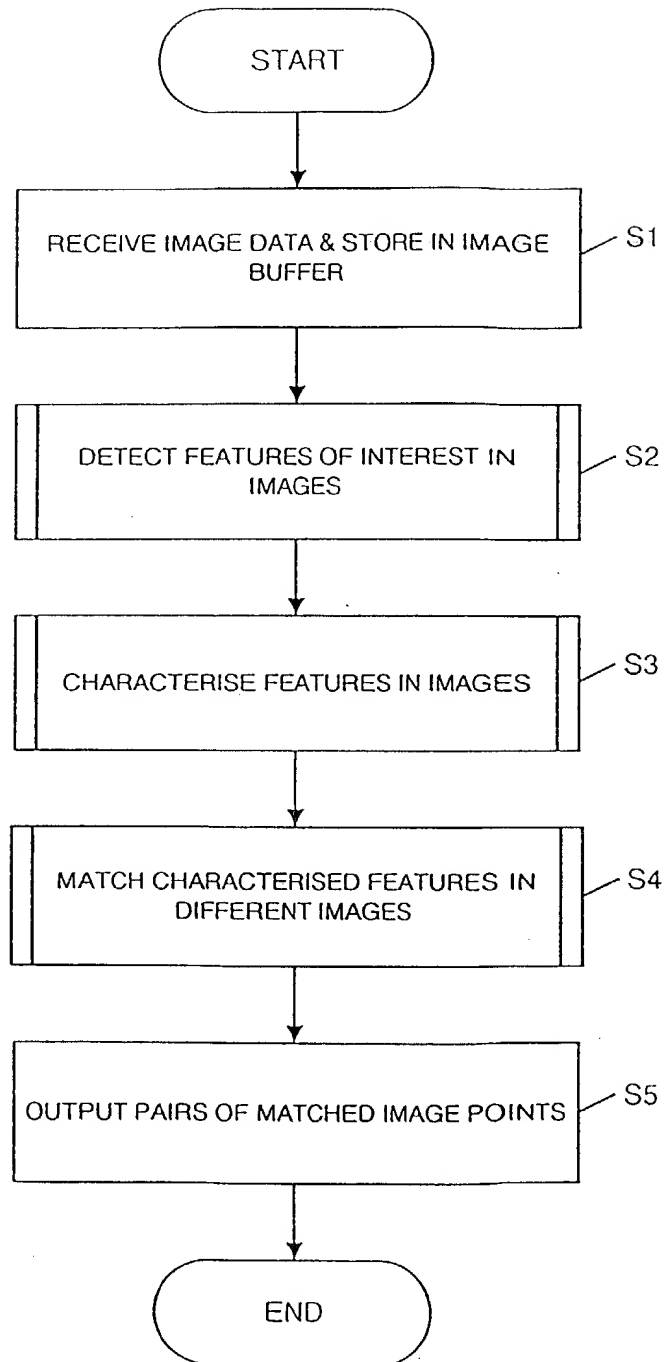 START
RECEIVE IMAGE DATA & STORE IN IMAGE
BUFFER
S1
DETECT FEATURES OF INTEREST IN
IMAGES
S2
CHARACTERISE FEATURES IN IMAGES
S3
MATCH CHARACTERISED FEATURES IN
DIFFERENT IMAGES
S4
OUTPUT PAIRS OF MATCHED IMAGE POINTS
S5
END